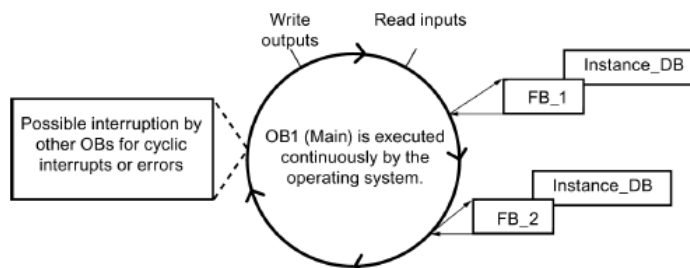 Write
outputs
Read inputs
Instance_DB
FB_1
Possible interruption by
other OBs for cyclic
interrupts or errors
OB1 (Main) is executed
continuously by the
operating system.
Instance_DB
FB_2